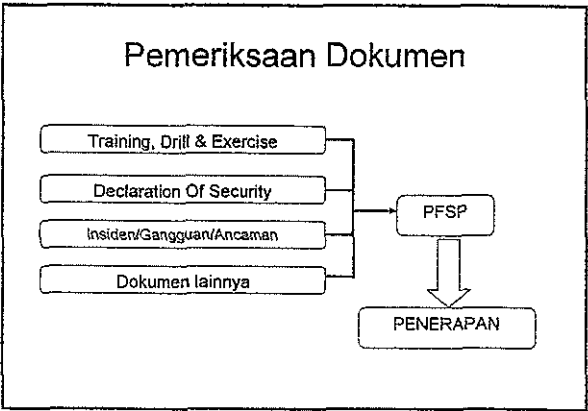 Pemeriksaan Dokumen
Training, Drill & Exercise
Declaration Of Security
Insiden/Gangguan/Ancaman
Dokumen lainnya
PFSP
PENERAPAN